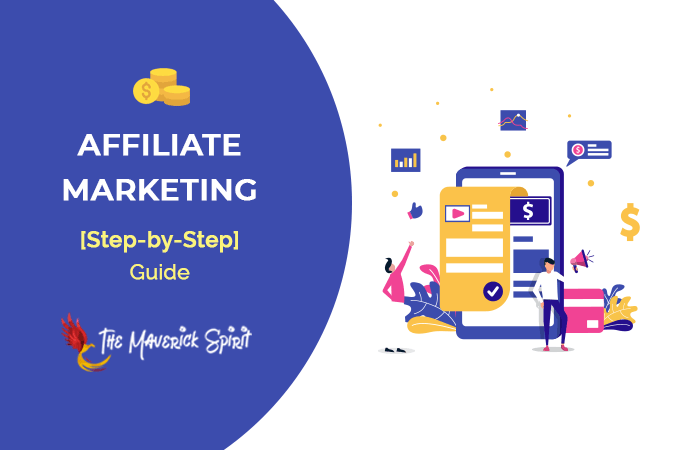 AFFILIATE
MARKETING
[Step-by-Step]
Guide
The Maverick Spirit
$
$
$
$